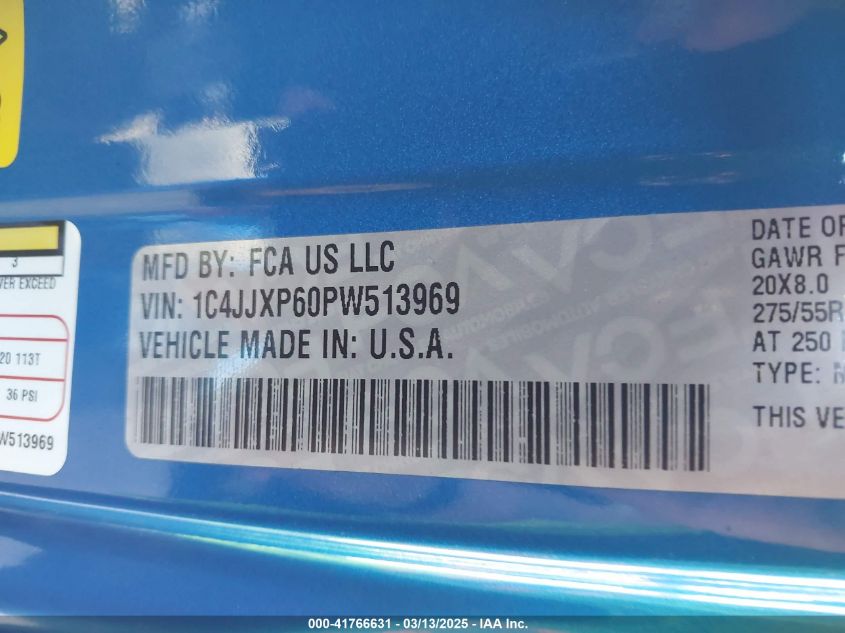 3
VER EXCEED
20 113T
36 PSI
W513969
MFD BY: FCA US LLC
VIN: 1C4JJXP60PW513969
VEHICLE MADE IN: U.S.A.
DATE OF
GAWR F
20X8.0
275/55R
AT 250
TYPE:
THIS VE
000-41766631 - 03/13/2025 - IAA Inc.